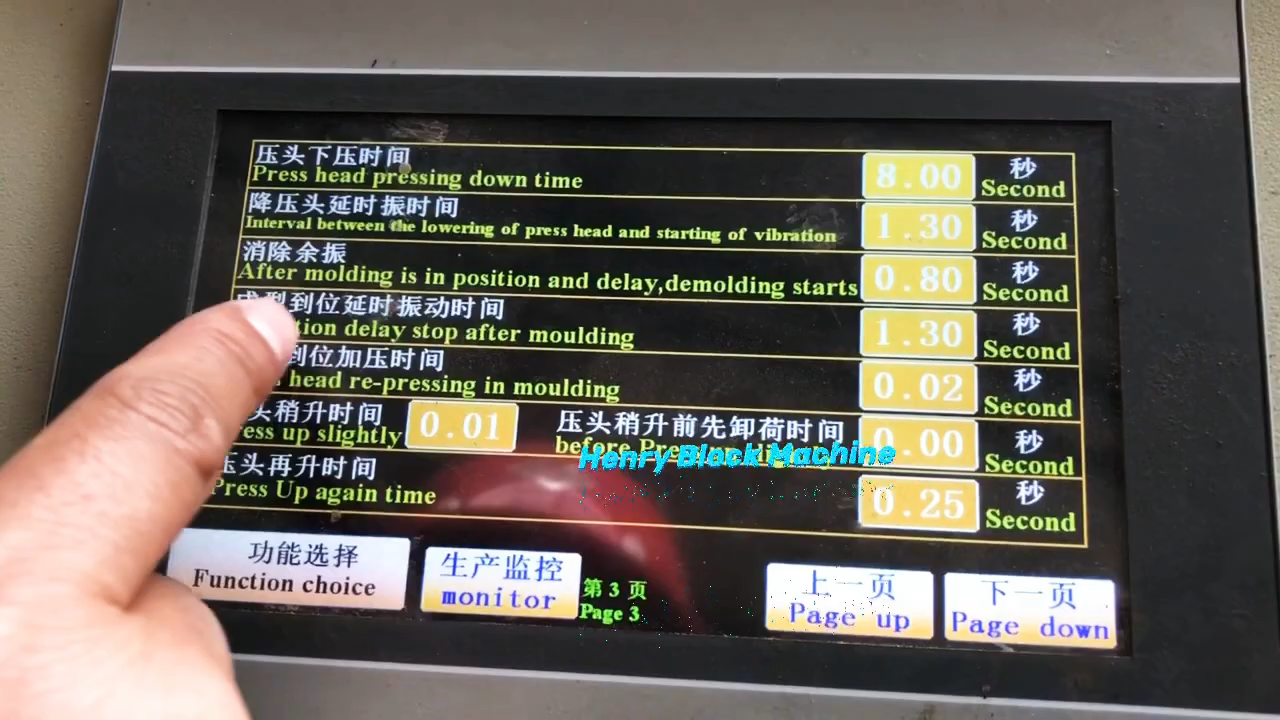 压头下压时间
Press head pressing down time
8.00
秒
Second
降压头延时振时间
Interval between the lowering of press head and starting of vibration
1.30
秒
Second
消除余振
After molding is in position and delay,demolding starts
0.80
秒
Second
到位延时振动时间
delay stop after moulding
1.30
秒
Second
到位加压时间
head re-pressing in moulding
0.02
秒
Second
头稍升时间
up slightly
0.01
压头稍升前先卸荷时间
before
0.00
秒
Second
压头再升时间
Press Up again time
0.25
秒
Second
Henry Block Machine
功能选择
Function choice
生产监控
monitor
第 3 页
Page 3
上一页
Page up
下一页
Page down